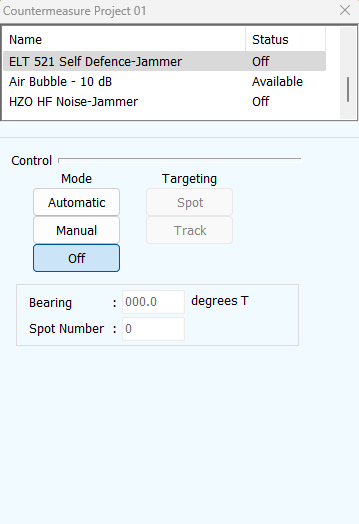 Countermeasure Project 01
Name Status
ELT 521 Self Defence-Jammer Off
Air Bubble - 10 dB Available
HZO HF Noise-Jammer Off
Control
Mode Targeting
Automatic Spot
Manual Track
Off
Bearing : 000.0 degrees T
Spot Number : 0